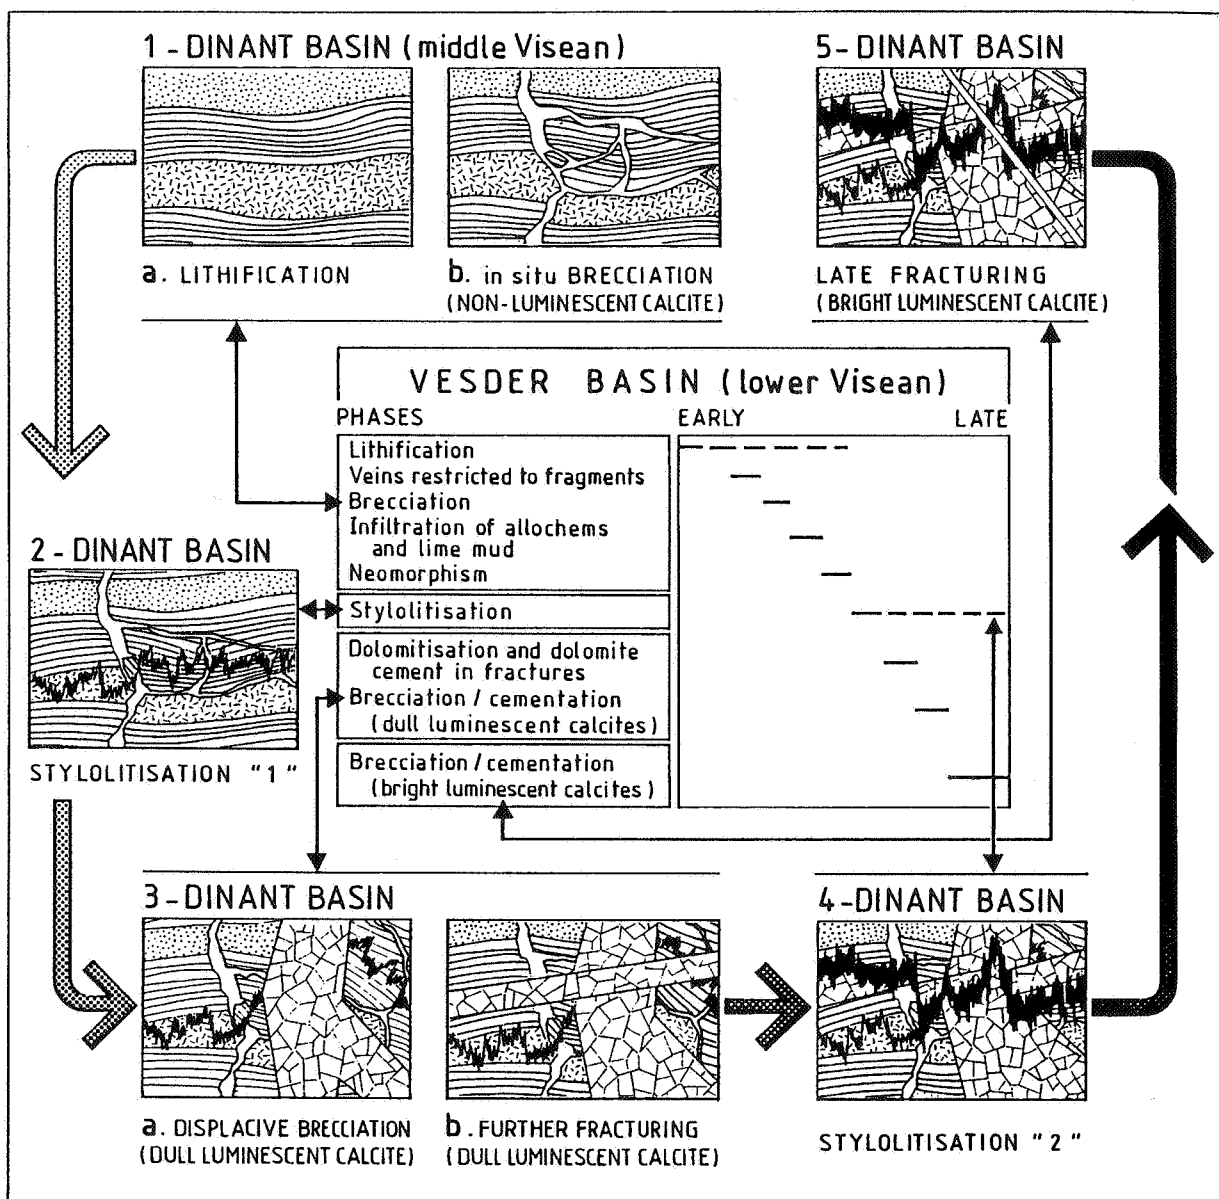 1-DINANT BASIN (middle Visean)
a. LITHIFICATION
b. in situ BRECCIATION
(NON-LUMINESCENT CALCITE)
5-DINANT BASIN
LATE FRACTURING
(BRIGHT LUMINESCENT CALCITE)
VESDER BASIN (lower Visean)
PHASES
EARLY
LATE
Lithification
Veins restricted to fragments
Brecciation
Infiltration of allochems
and lime mud
Neomorphism
Stylolitisation
Dolomitisation and dolomite
cement in fractures
Brecciation / cementation
(dull luminescent calcites)
Brecciation / cementation
(bright luminescent calcites)
2-DINANT BASIN
STYLOLITISATION "1"
3-DINANT BASIN
a. DISPLACIVE BRECCIATION
(DULL LUMINESCENT CALCITE)
b. FURTHER FRACTURING
(DULL LUMINESCENT CALCITE)
4-DINANT BASIN
STYLOLITISATION "2"